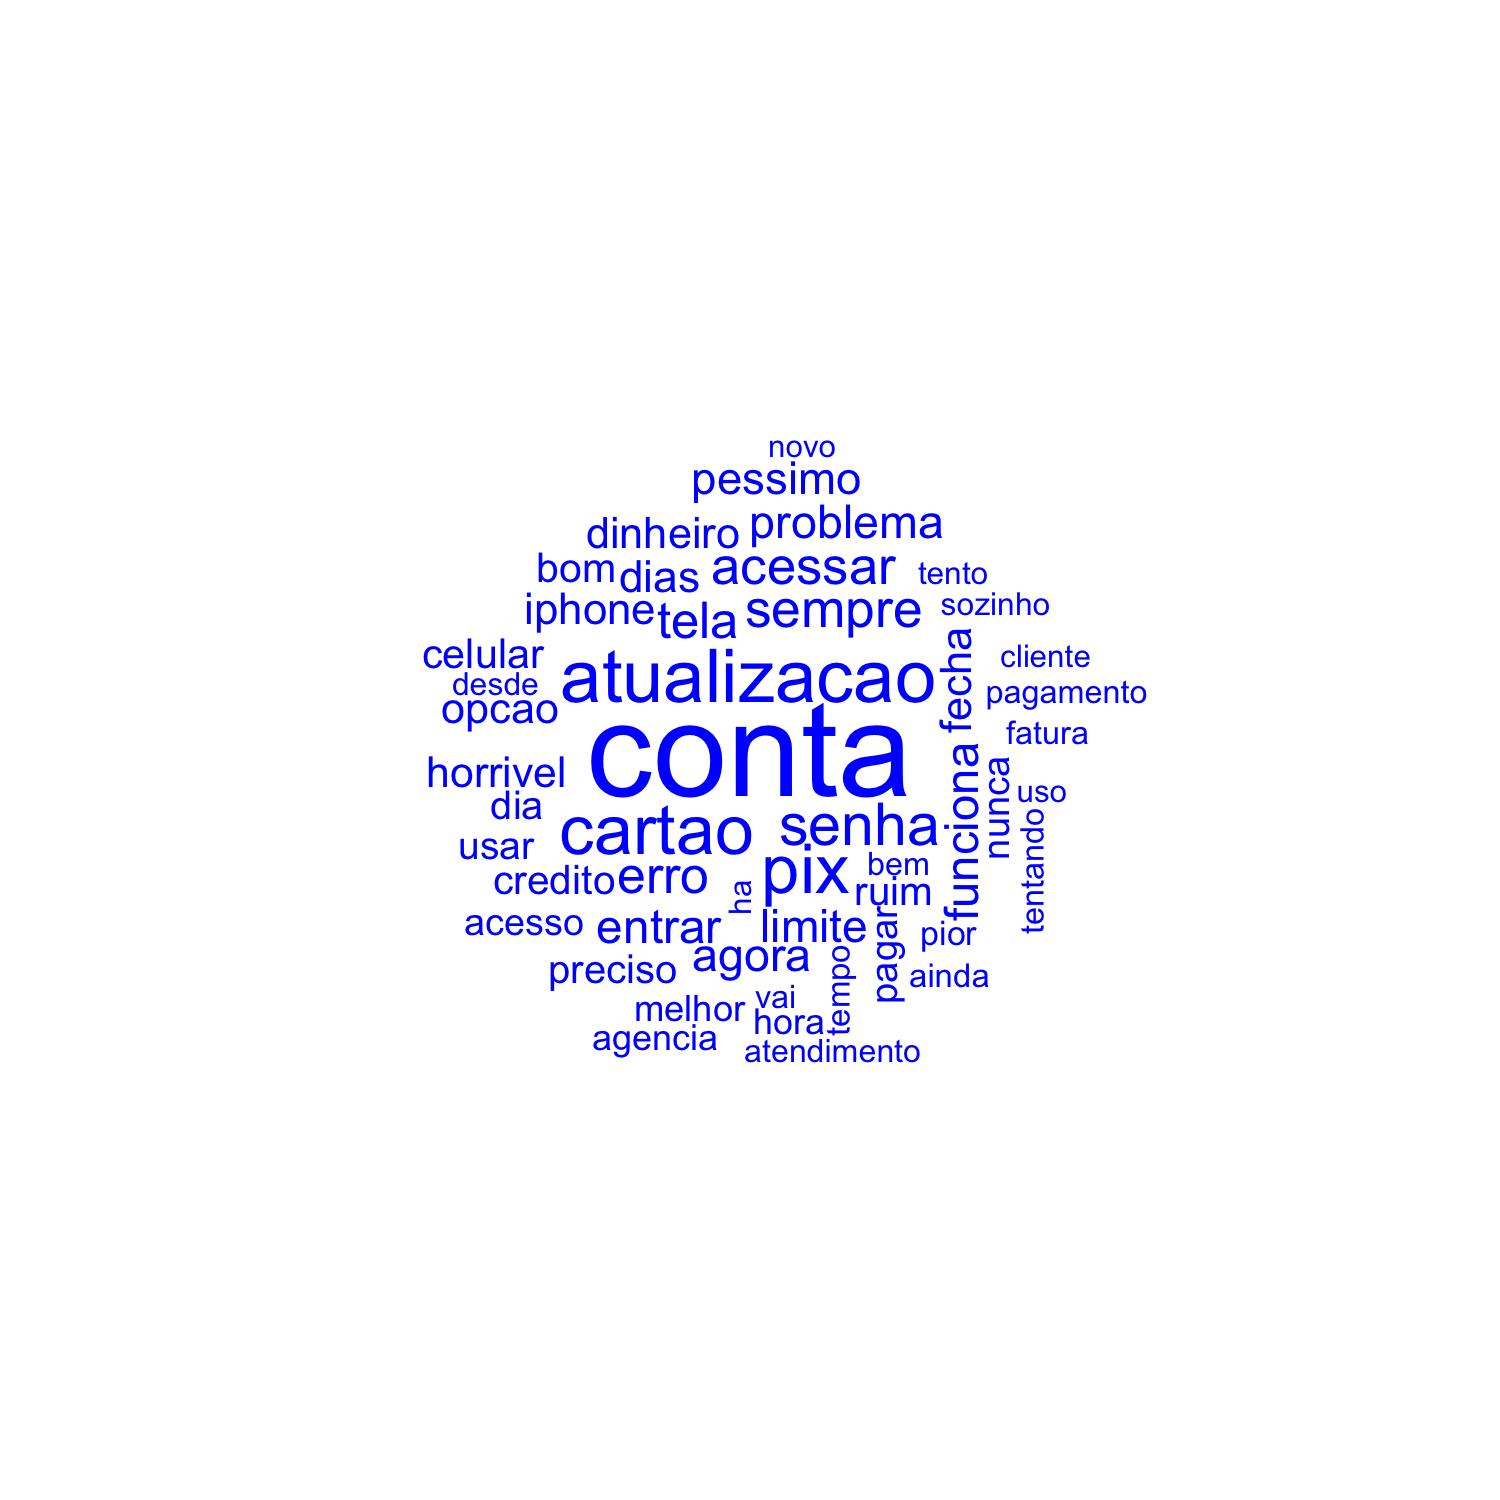 novo
pessimo
dinheiro problema
bom dias acessar tento
iphone tela sempre sozinho
celular atualizacao fecha cliente
desde pagamento
opcao conta fatura
horrivel funciona nunca uso
dia cartao senha tentando
usar pix bem
credito erro ha ruim
acesso entrar limite pagar pior
preciso agora tempo ainda
melhor vai
agencia hora
atendimento